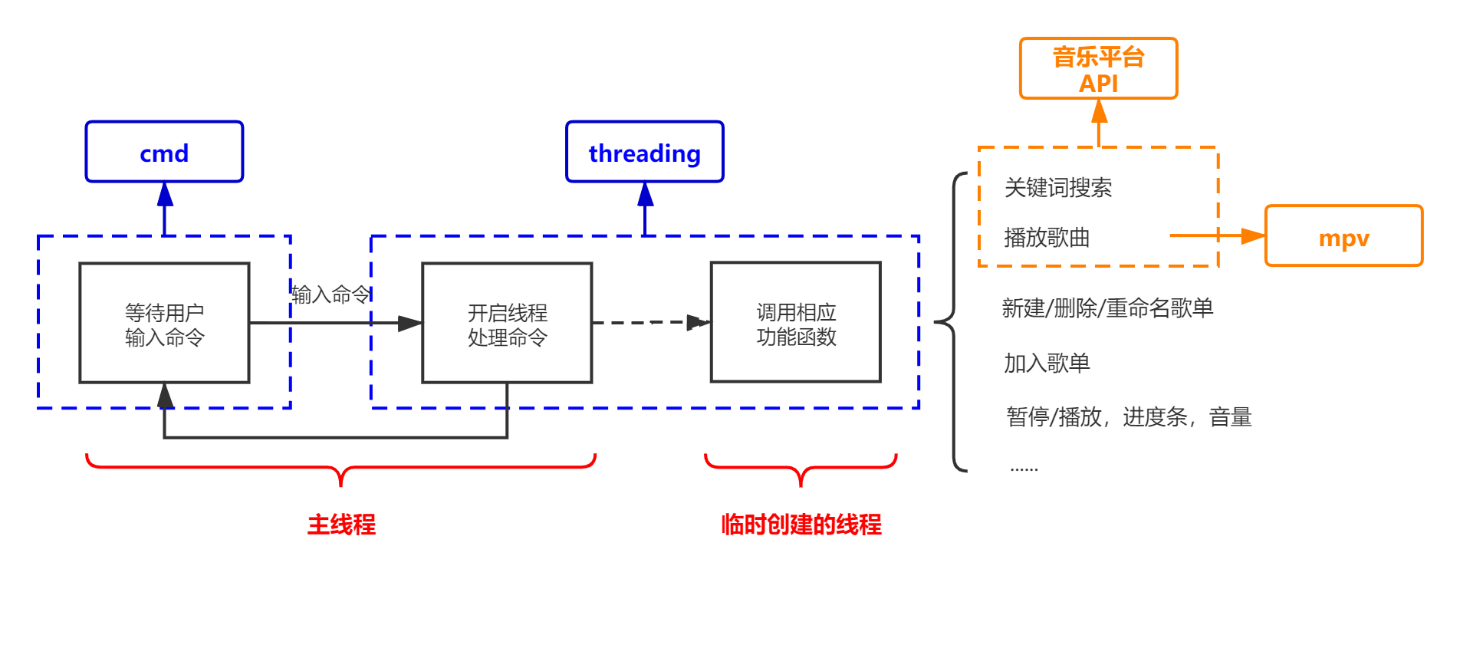 音乐平台
API
cmd
threading
关键词搜索
播放歌曲
mpv
等待用户
输入命令
输入命令
开启线程
处理命令
调用相应
功能函数
新建/删除/重命名歌单
加入歌单
暂停/播放，进度条，音量
......
主线程
临时创建的线程